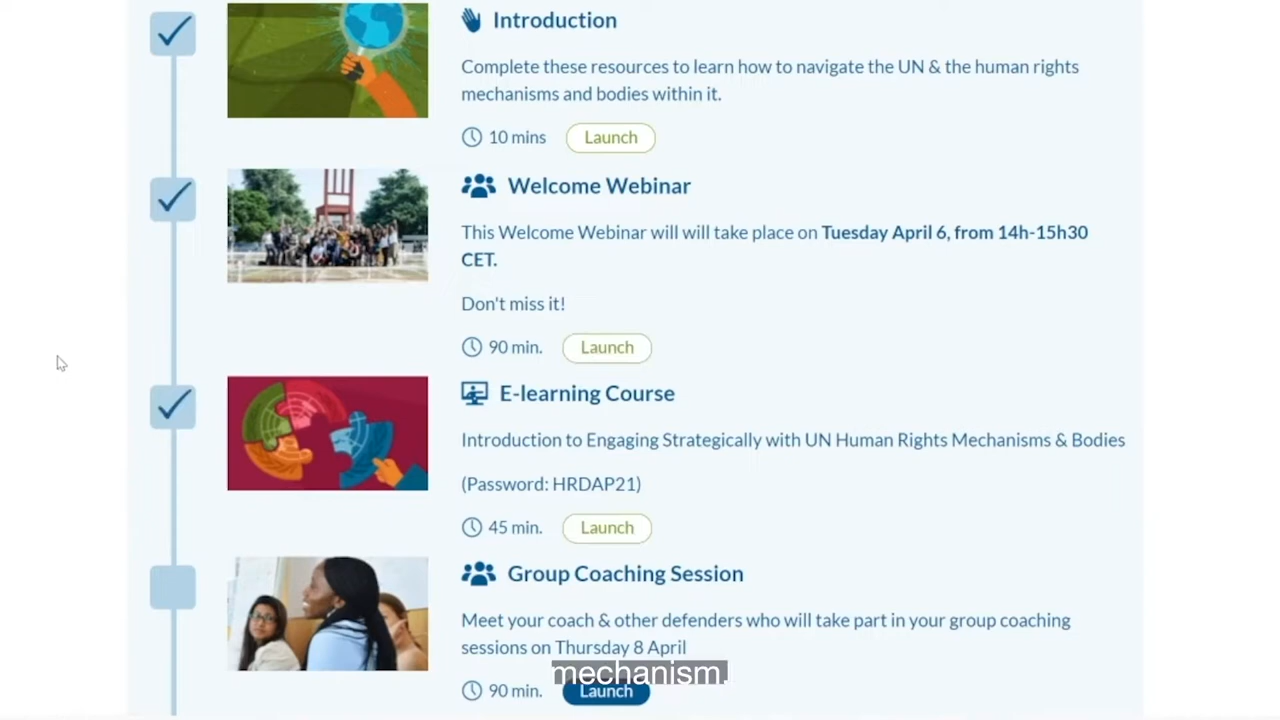 Introduction
Complete these resources to learn how to navigate the UN & the human rights
mechanisms and bodies within it.
10 mins Launch
Welcome Webinar
This Welcome Webinar will will take place on Tuesday April 6, from 14h-15h30
CET.
Don't miss it!
90 min. Launch
E-learning Course
Introduction to Engaging Strategically with UN Human Rights Mechanisms & Bodies
(Password: HRDAP21)
45 min. Launch
Group Coaching Session
Meet your coach & other defenders who will take part in your group coaching
sessions on Thursday 8 April
mechanism.
90 min. Launch